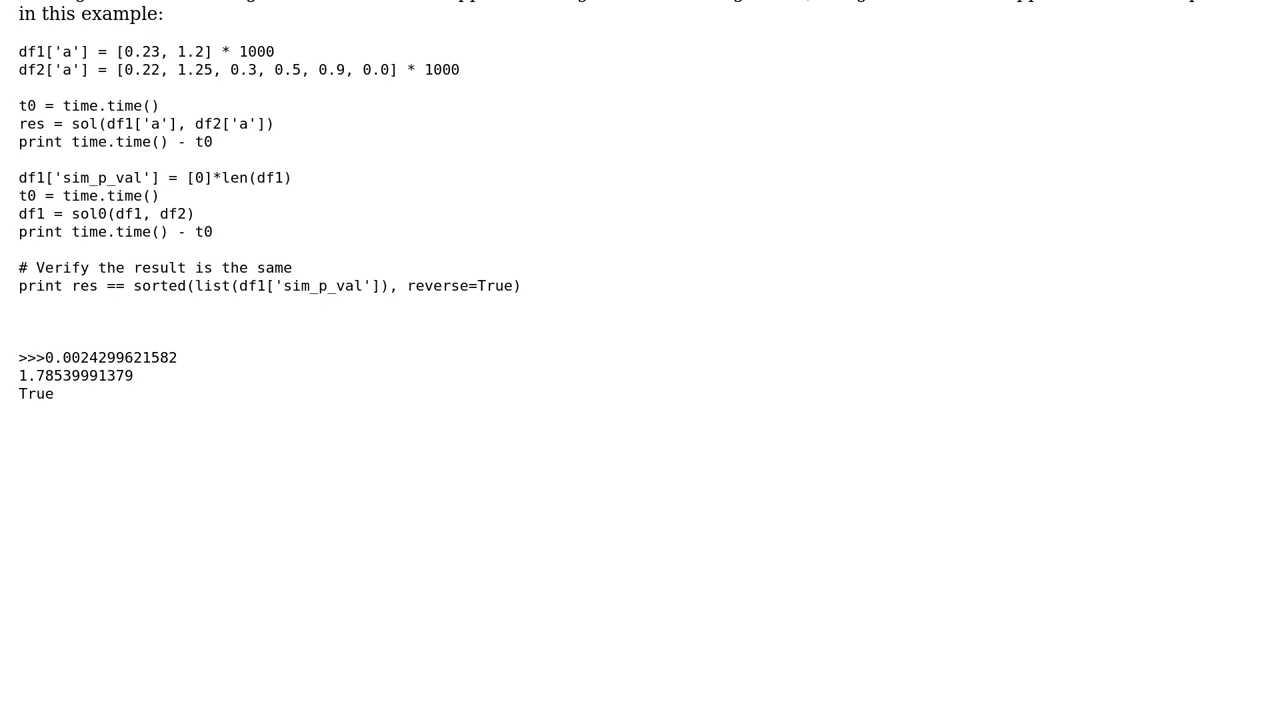 in this example:
df1['a'] = [0.23, 1.2] * 1000
df2['a'] = [0.22, 1.25, 0.3, 0.5, 0.9, 0.0] * 1000
t0 = time.time()
res = sol(df1['a'], df2['a'])
print time.time() - t0
df1['sim_p_val'] = [0]*len(df1)
t0 = time.time()
df1 = sol0(df1, df2)
print time.time() - t0
# Verify the result is the same
print res == sorted(list(df1['sim_p_val']), reverse=True)
>>>0.0024299621582
1.78539991379
True